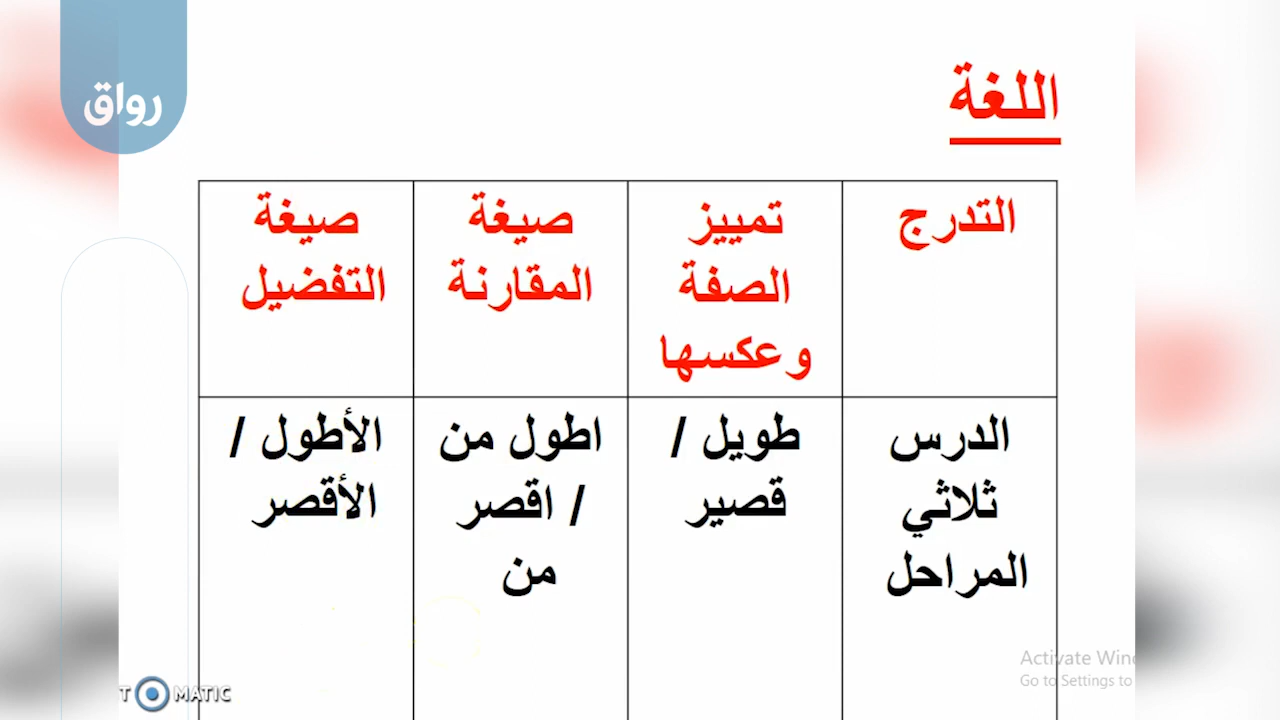 رواق
اللغة
التدرج
تمييز
الصفة
وعكسها
صيغة
المقارنة
صيغة
التفضيل
الدرس
ثلاثي
المراحل
طويل /
قصير
اطول من
/ اقصر
من
الأطول /
الأقصر
Activate Win
Go to Settings to
T MATIC